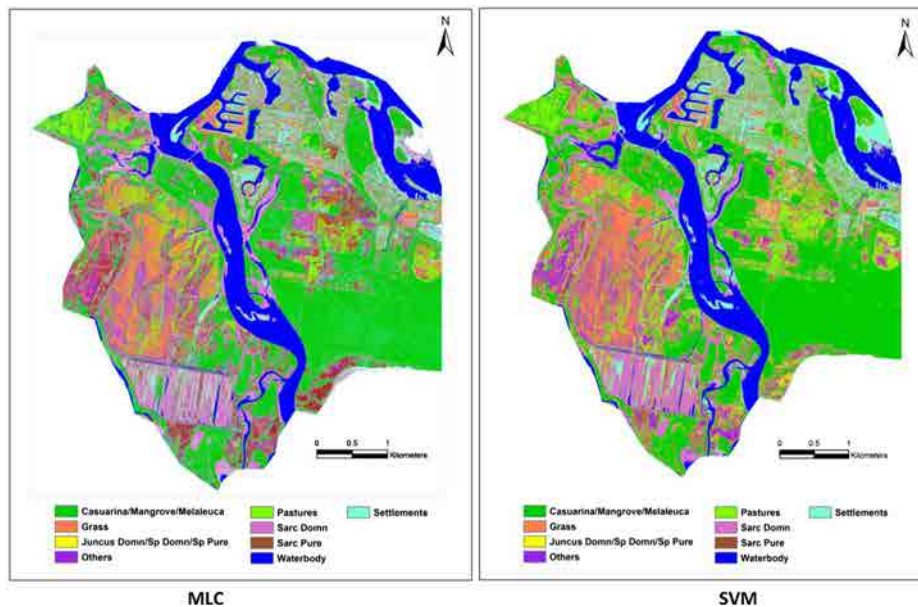 N
N
0 0.5 1
Kilometers
0 0.5 1
Kilometers
Casuarina/Mangrove/Melaleuca
Pastures
Settlements
Grass
Sarc Domn
Juncus Domn/Sp Domn/Sp Pure
Sarc Pure
Others
Waterbody
Casuarina/Mangrove/Melaleuca
Pastures
Settlements
Grass
Sarc Domn
Juncus Domn/Sp Domn/Sp Pure
Sarc Pure
Others
Waterbody
MLC
SVM